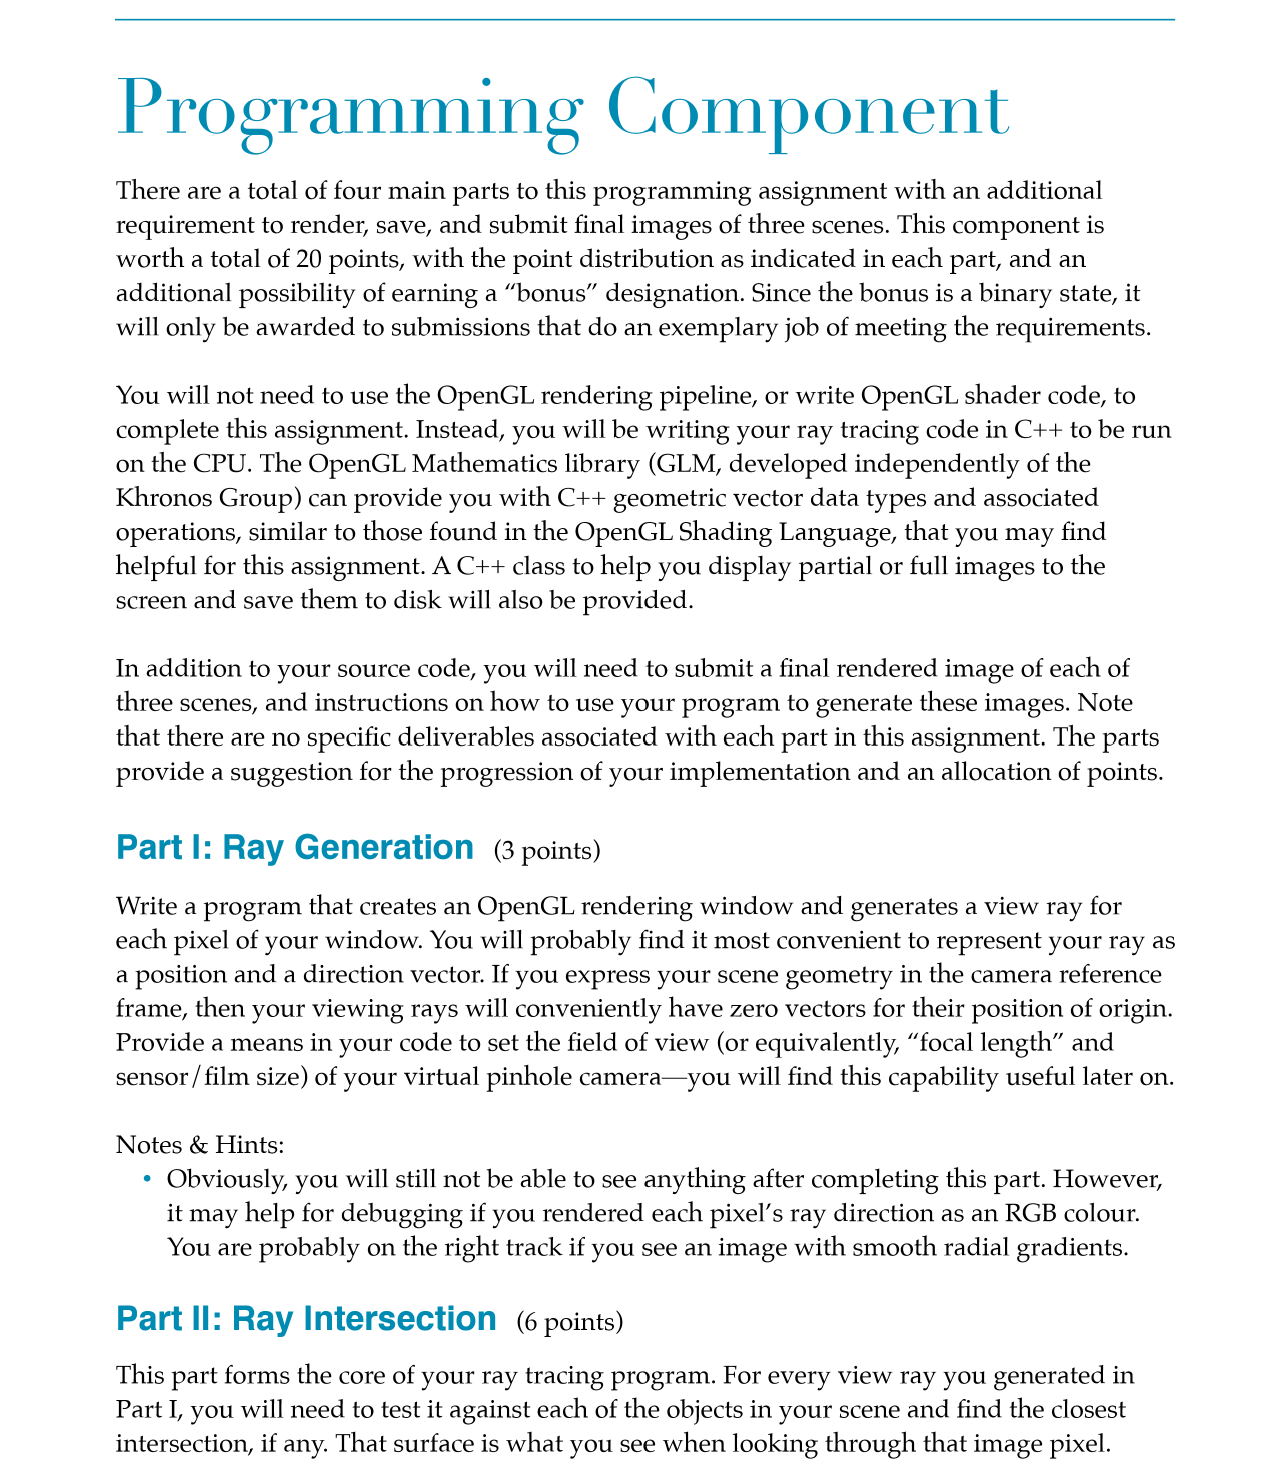 Programming Component
There are a total of four main parts to this programming assignment with an additional
requirement to render, save, and submit final images of three scenes. This component is
worth a total of 20 points, with the point distribution as indicated in each part, and an
additional possibility of earning a “bonus” designation. Since the bonus is a binary state, it
will only be awarded to submissions that do an exemplary job of meeting the requirements.
You will not need to use the OpenGL rendering pipeline, or write OpenGL shader code, to
complete this assignment. Instead, you will be writing your ray tracing code in C++ to be run
on the CPU. The OpenGL Mathematics library (GLM, developed independently of the
Khronos Group) can provide you with C++ geometric vector data types and associated
operations, similar to those found in the OpenGL Shading Language, that you may find
helpful for this assignment. A C++ class to help you display partial or full images to the
screen and save them to disk will also be provided.
In addition to your source code, you will need to submit a final rendered image of each of
three scenes, and instructions on how to use your program to generate these images. Note
that there are no specific deliverables associated with each part in this assignment. The parts
provide a suggestion for the progression of your implementation and an allocation of points.
Part I: Ray Generation (3 points)
Write a program that creates an OpenGL rendering window and generates a view ray for
each pixel of your window. You will probably find it most convenient to represent your ray as
a position and a direction vector. If you express your scene geometry in the camera reference
frame, then your viewing rays will conveniently have zero vectors for their position of origin.
Provide a means in your code to set the field of view (or equivalently, “focal length” and
sensor/film size) of your virtual pinhole camera—you will find this capability useful later on.
Notes & Hints:
• Obviously, you will still not be able to see anything after completing this part. However,
it may help for debugging if you rendered each pixel’s ray direction as an RGB colour.
You are probably on the right track if you see an image with smooth radial gradients.
Part II: Ray Intersection (6 points)
This part forms the core of your ray tracing program. For every view ray you generated in
Part I, you will need to test it against each of the objects in your scene and find the closest
intersection, if any. That surface is what you see when looking through that image pixel.